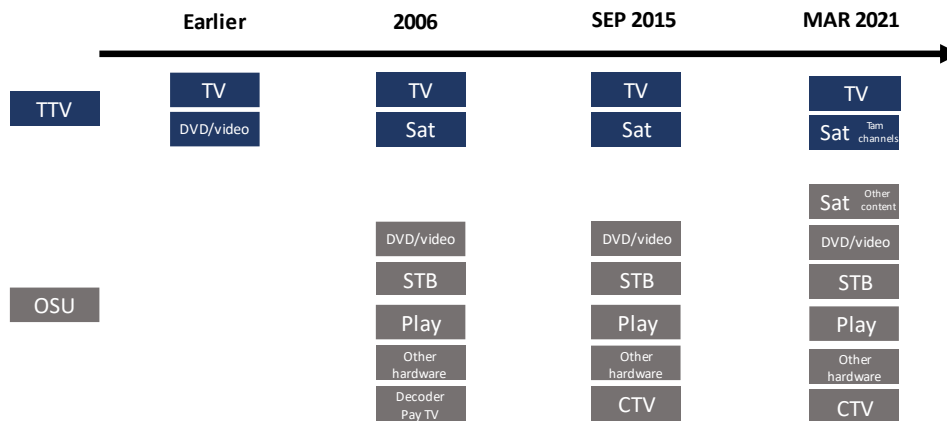 Earlier 2006 SEP 2015 MAR 2021
TTV TV TV TV TV
DVD/video Sat Sat Sat Tam channels
Sat Other content
DVD/video DVD/video DVD/video
OSU STB STB STB
Play Play Play
Other hardware Other hardware Other hardware
Decoder Pay TV CTV CTV